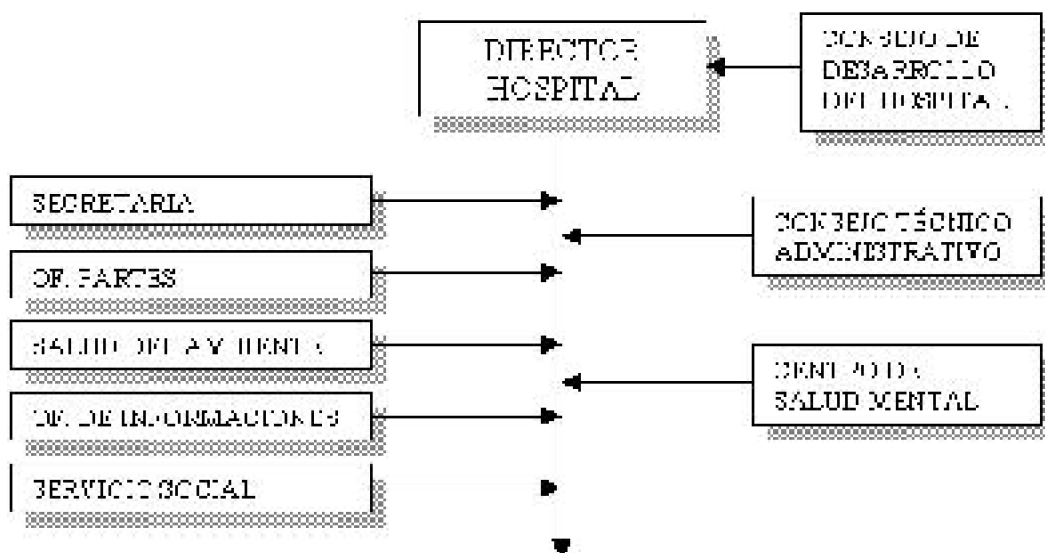 DIRECTOR
HOSPITAL
CONSEJO DE
DESARROLLO
DEL HOSPITAL
SECRETARIA
CONSEJO TÉCNICO
ADMINISTRATIVO
OF. PARTES
SALUD DEL AMBIENTE
CENTRO DE
SALUD MENTAL
OF. DE INFORMACIONES
SERVICIO SOCIAL